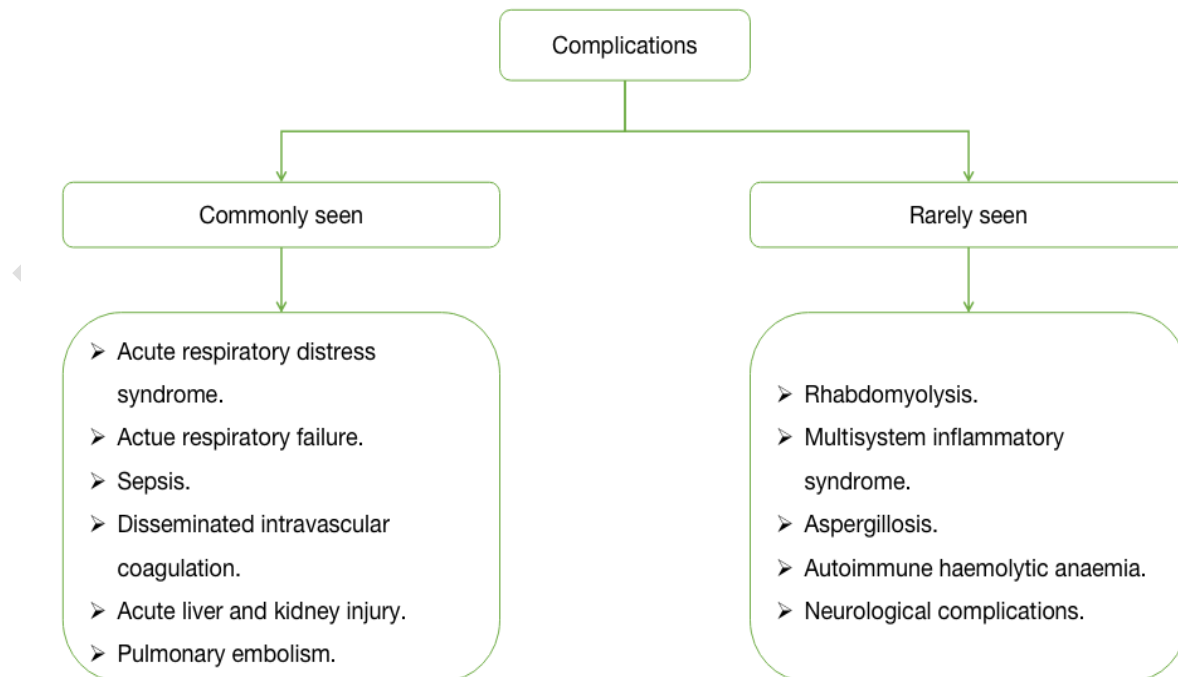 Complications
Commonly seen
Rarely seen
➤ Acute respiratory distress
syndrome.
➤ Actue respiratory failure.
➤ Sepsis.
➤ Disseminated intravascular
coagulation.
➤ Acute liver and kidney injury.
➤ Pulmonary embolism.
➤ Rhabdomyolysis.
➤ Multisystem inflammatory
syndrome.
➤ Aspergillosis.
➤ Autoimmune haemolytic anaemia.
➤ Neurological complications.